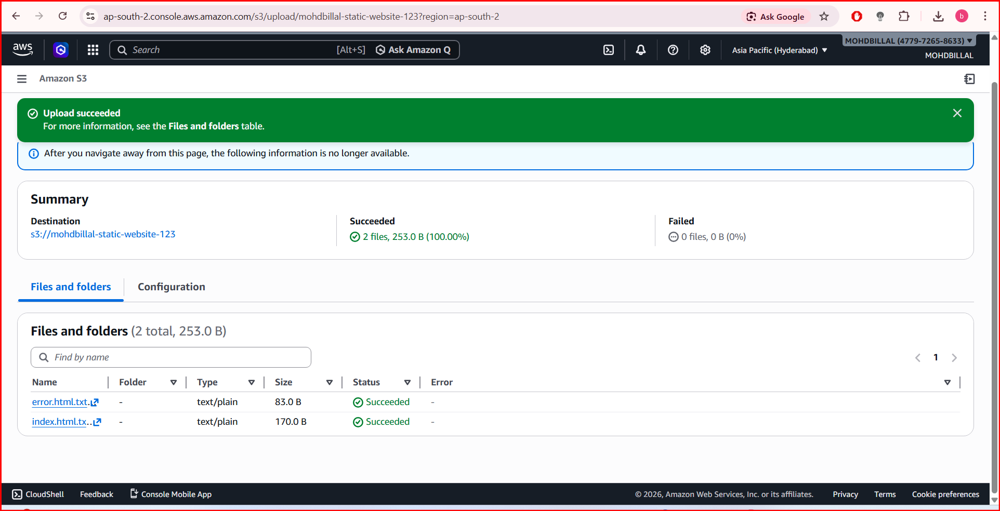 ap-south-2.console.aws.amazon.com/s3/upload/mohdbillal-static-website-123?region=ap-south-2
Ask Google
b
aws
Search
[Alt+S]
Ask Amazon Q
Asia Pacific (Hyderabad)
MOHDBILLAL (4779-7265-8633)
MOHDBILLAL
Amazon S3
Upload succeeded
For more information, see the Files and folders table.
After you navigate away from this page, the following information is no longer available.
Summary
Destination
s3://mohdbillal-static-website-123
Succeeded
2 files, 253.0 B (100.00%)
Failed
0 files, 0 B (0%)
Files and folders
Configuration
Files and folders (2 total, 253.0 B)
Find by name
1
Name Folder Type Size Status Error
error.html.txt. - text/plain 83.0 B Succeeded -
index.html.tx.. - text/plain 170.0 B Succeeded -
CloudShell Feedback Console Mobile App © 2026, Amazon Web Services, Inc. or its affiliates. Privacy Terms Cookie preferences